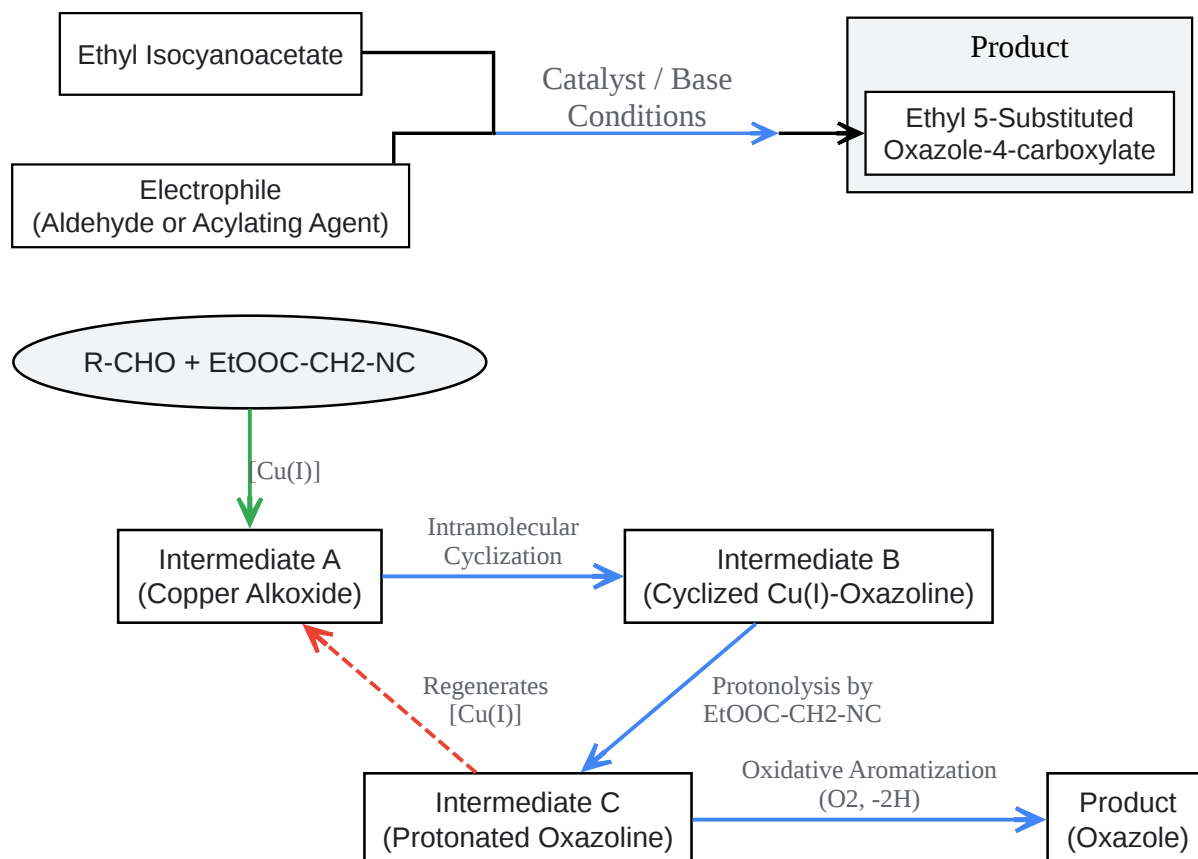 Ethyl Isocyanoacetate
Electrophile
(Aldehyde or Acylating Agent)
Catalyst / Base
Conditions
Product
Ethyl 5-Substituted
Oxazole-4-carboxylate
R-CHO + EtOOC-CH2-NC
[Cu(I)]
Intermediate A
(Copper Alkoxide)
Intramolecular
Cyclization
Intermediate B
(Cyclized Cu(I)-Oxazoline)
Regenerates
[Cu(I)]
Protonolysis by
EtOOC-CH2-NC
Intermediate C
(Protonated Oxazoline)
Oxidative Aromatization
(O2, -2H)
Product
(Oxazole)